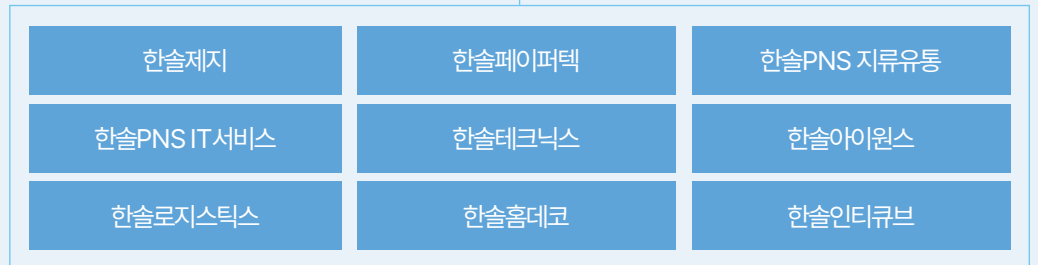 한솔제지
한솔페이퍼텍
한솔PNS 지류유통
한솔PNS IT서비스
한솔테크닉스
한솔아이원스
한솔로지스틱스
한솔홈데코
한솔인티큐브